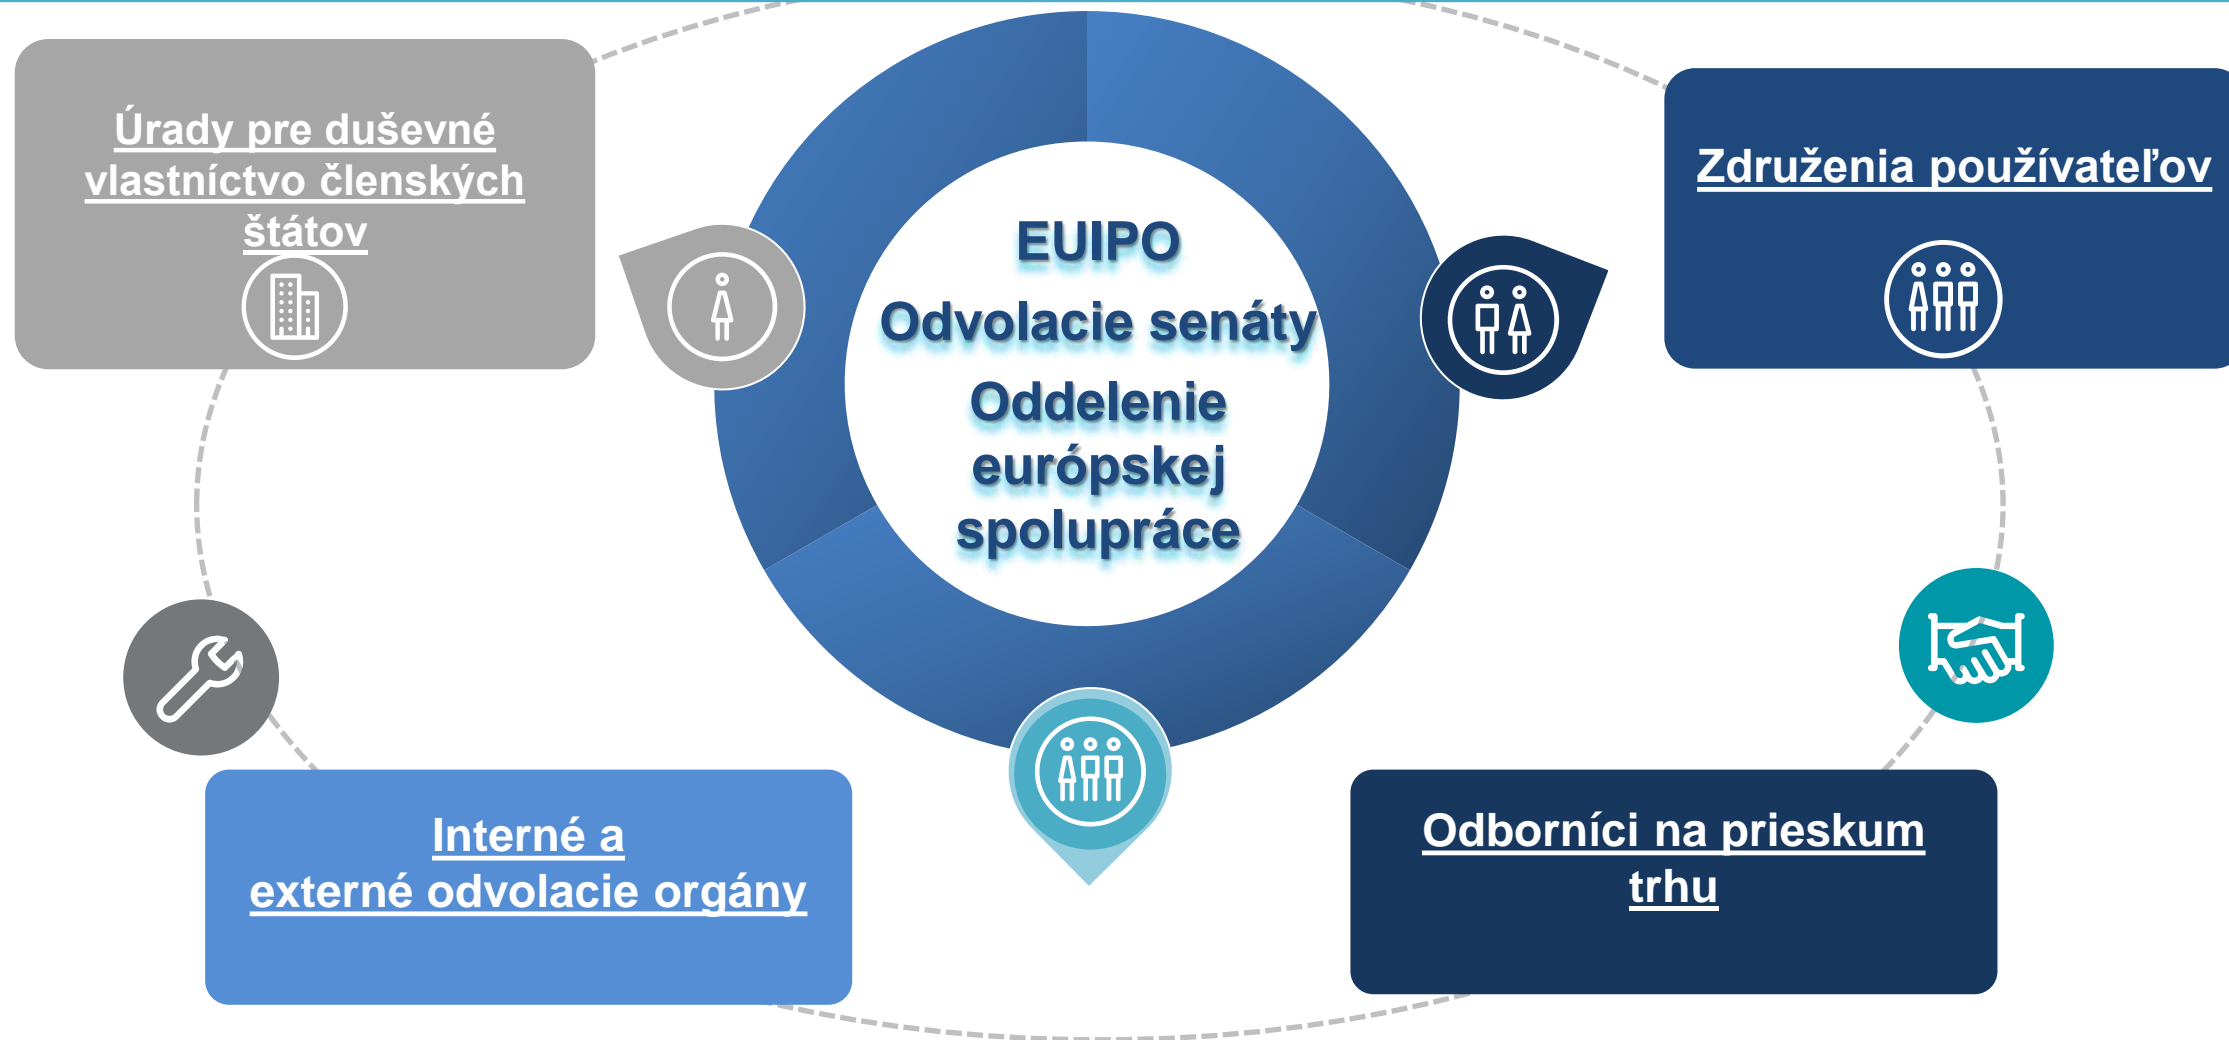 Úrady pre duševné
vlastníctvo členských
štátov
Združenia používateľov
EUIPO
Odvolacie senáty
Oddelenie
európskej
spolupráce
Interné a
externé odvolacie orgány
Odborníci na prieskum
trhu